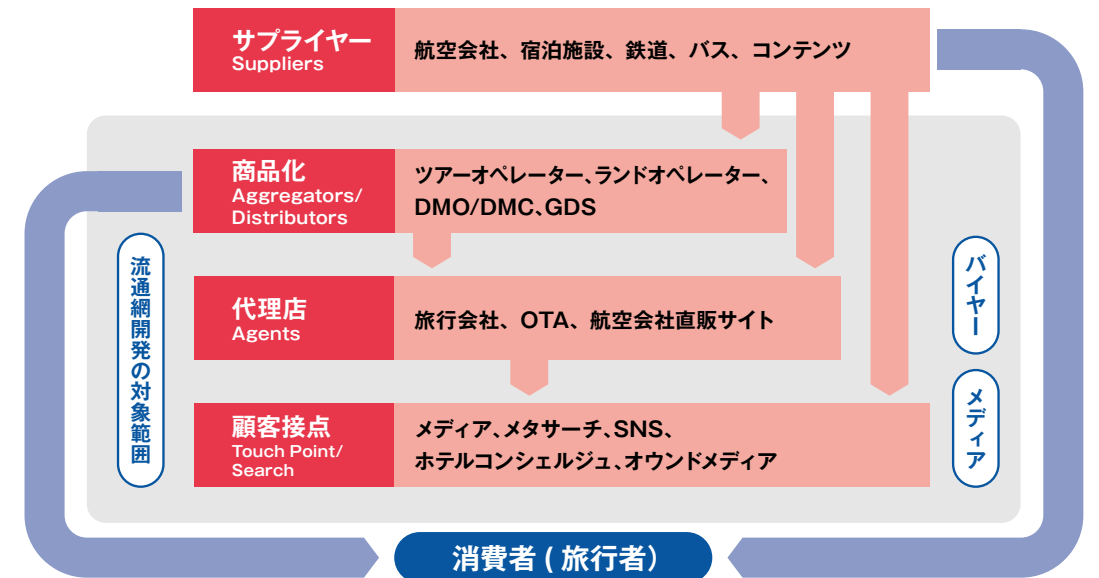 サプライヤー
Suppliers
航空会社、宿泊施設、鉄道、バス、コンテンツ
商品化
Aggregators/
Distributors
ツアーオペレーター、ランドオペレーター、
DMO/DMC、GDS
代理店
Agents
旅行会社、OTA、航空会社直販サイト
顧客接点
Touch Point/
Search
メディア、メタサーチ、SNS、
ホテルコンシェルジュ、オウンドメディア
流通網開発の対象範囲
バイヤー
メディア
消費者(旅行者)